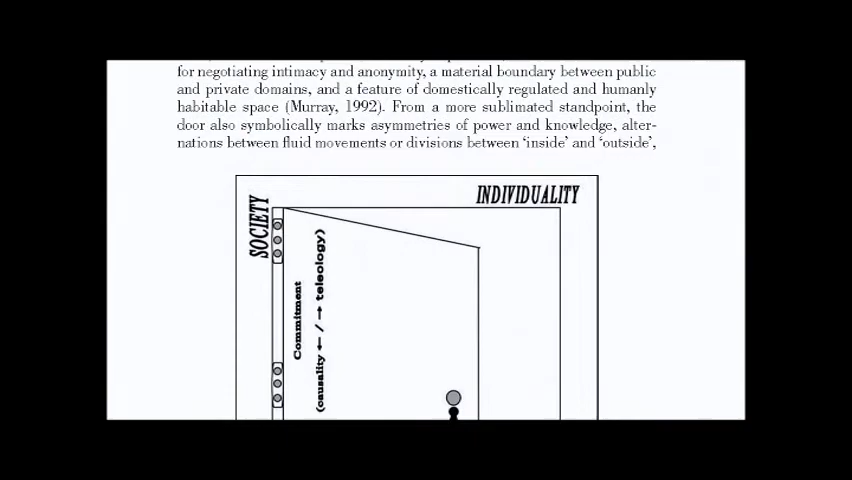 for negotiating intimacy and anonymity, a material boundary between public
and private domains, and a feature of domestically regulated and humanly
habitable space (Murray, 1992). From a more sublimated standpoint, the
door also symbolically marks asymmetries of power and knowledge, alter-
nations between fluid movements or divisions between ‘inside’ and ‘outside’,
INDIVIDUALITY
SOCIETY
Commitment
(causality ← / → teleology)